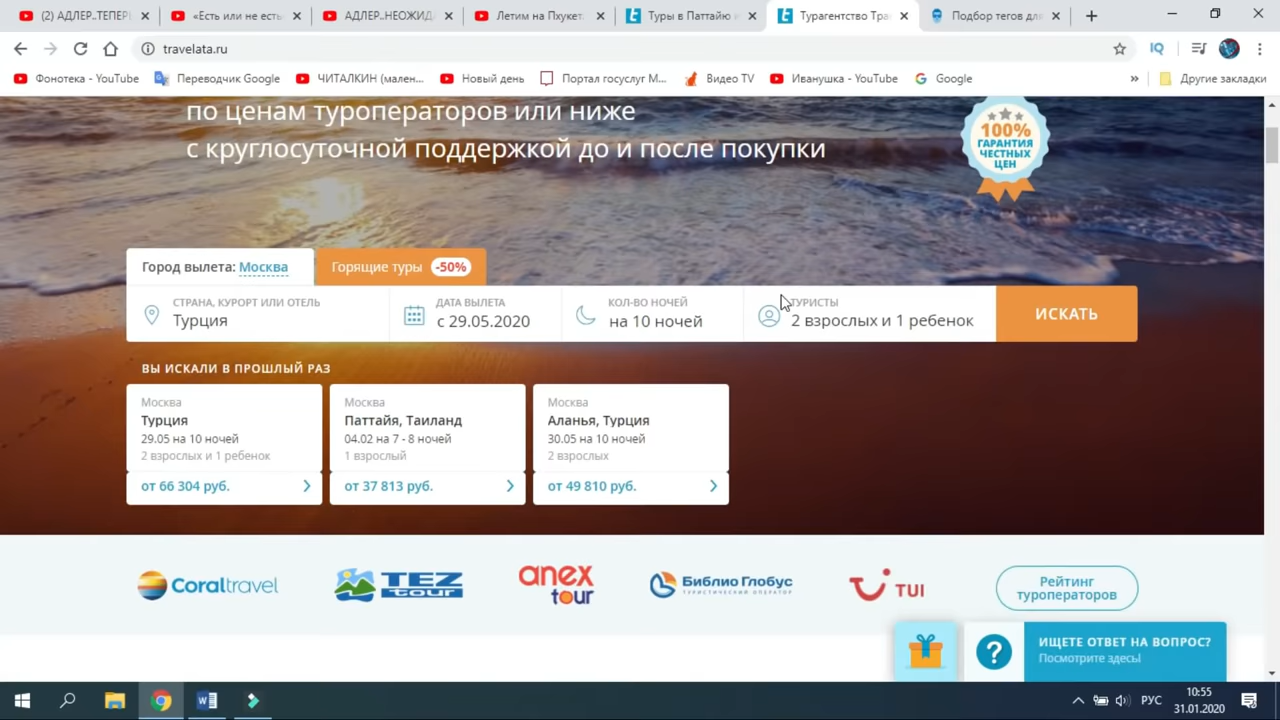 (2) АДЛЕР..ТЕПЕРЬ
«Есть или не есть
АДЛЕР..НЕОЖИДА
Летим на Пхукет
Туры в Паттайю и
Турагентство Тра
Подбор тегов для
travelata.ru
Фонотека - YouTube
Переводчик Google
ЧИТАЛКИН (мален...
Новый день
Портал госуслуг М...
Видео TV
Иванушка - YouTube
Google
»
Другие закладки
по ценам туроператоров или ниже
с круглосуточной поддержкой до и после покупки
100%
ГАРАНТИЯ
ЧЕСТНЫХ
ЦЕН
Город вылета: Москва
Горящие туры -50%
СТРАНА, КУРОРТ ИЛИ ОТЕЛЬ
Турция
ДАТА ВЫЛЕТА
с 29.05.2020
КОЛ-ВО НОЧЕЙ
на 10 ночей
ТУРИСТЫ
2 взрослых и 1 ребенок
ИСКАТЬ
ВЫ ИСКАЛИ В ПРОШЛЫЙ РАЗ
Москва
Турция
29.05 на 10 ночей
2 взрослых и 1 ребенок
от 66 304 руб.
Москва
Паттайя, Таиланд
04.02 на 7 - 8 ночей
1 взрослый
от 37 813 руб.
Москва
Аланья, Турция
30.05 на 10 ночей
2 взрослых
от 49 810 руб.
Coraltravel
TEZ
tour
anex
tour
Библио Глобус
ТУРИСТИЧЕСКИЙ ОПЕРАТОР
TUI
Рейтинг
туроператоров
?
ИЩЕТЕ ОТВЕТ НА ВОПРОС?
Посмотрите здесь!
РУС
10:55
31.01.2020